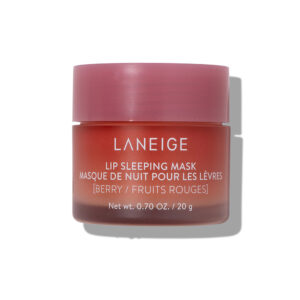 LANEIGE
LIP SLEEPING MASK
MASQUE DE NUIT POUR LES LÈVRES
[BERRY / FRUITS ROUGES]
Net wt. 0.70 OZ. / 20 g